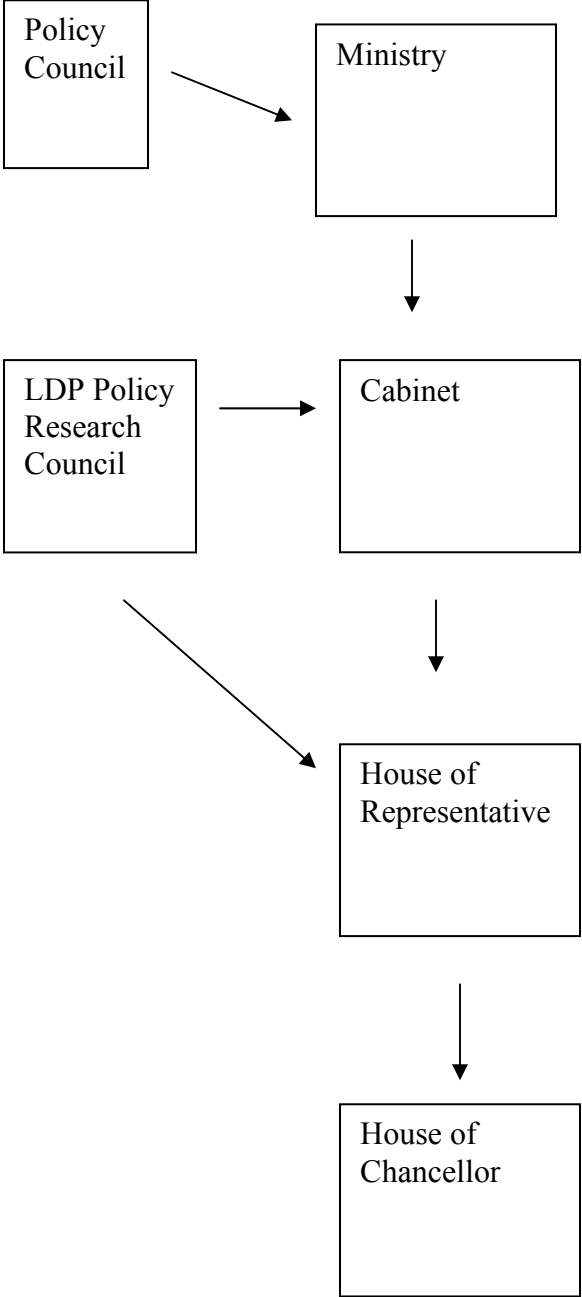 Policy
Council
Ministry
LDP Policy
Research
Council
Cabinet
House of
Representative
House of
Chancellor